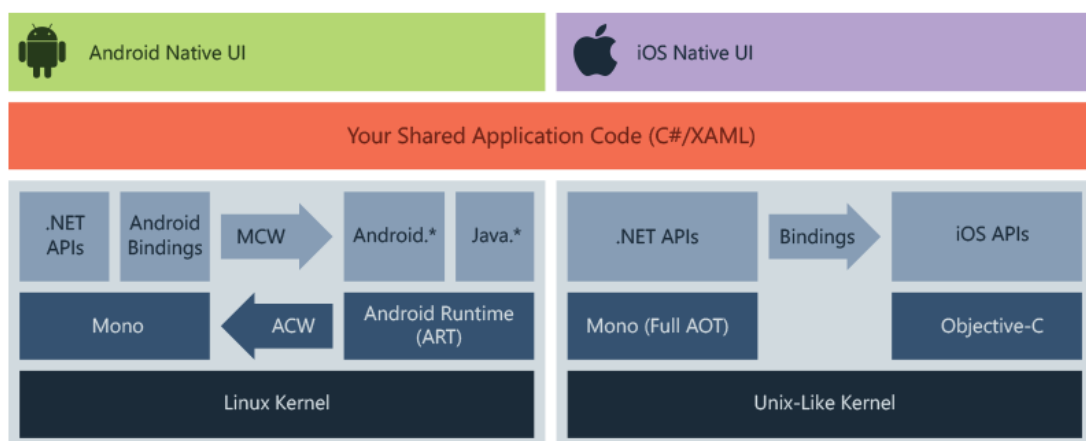 Android Native UI
iOS Native UI
Your Shared Application Code (C#/XAML)
.NET
APIs
Android
Bindings
MCW
Android.*
Java.*
.NET APIs
Bindings
iOS APIs
Mono
ACW
Android Runtime
(ART)
Mono (Full AOT)
Objective-C
Linux Kernel
Unix-Like Kernel